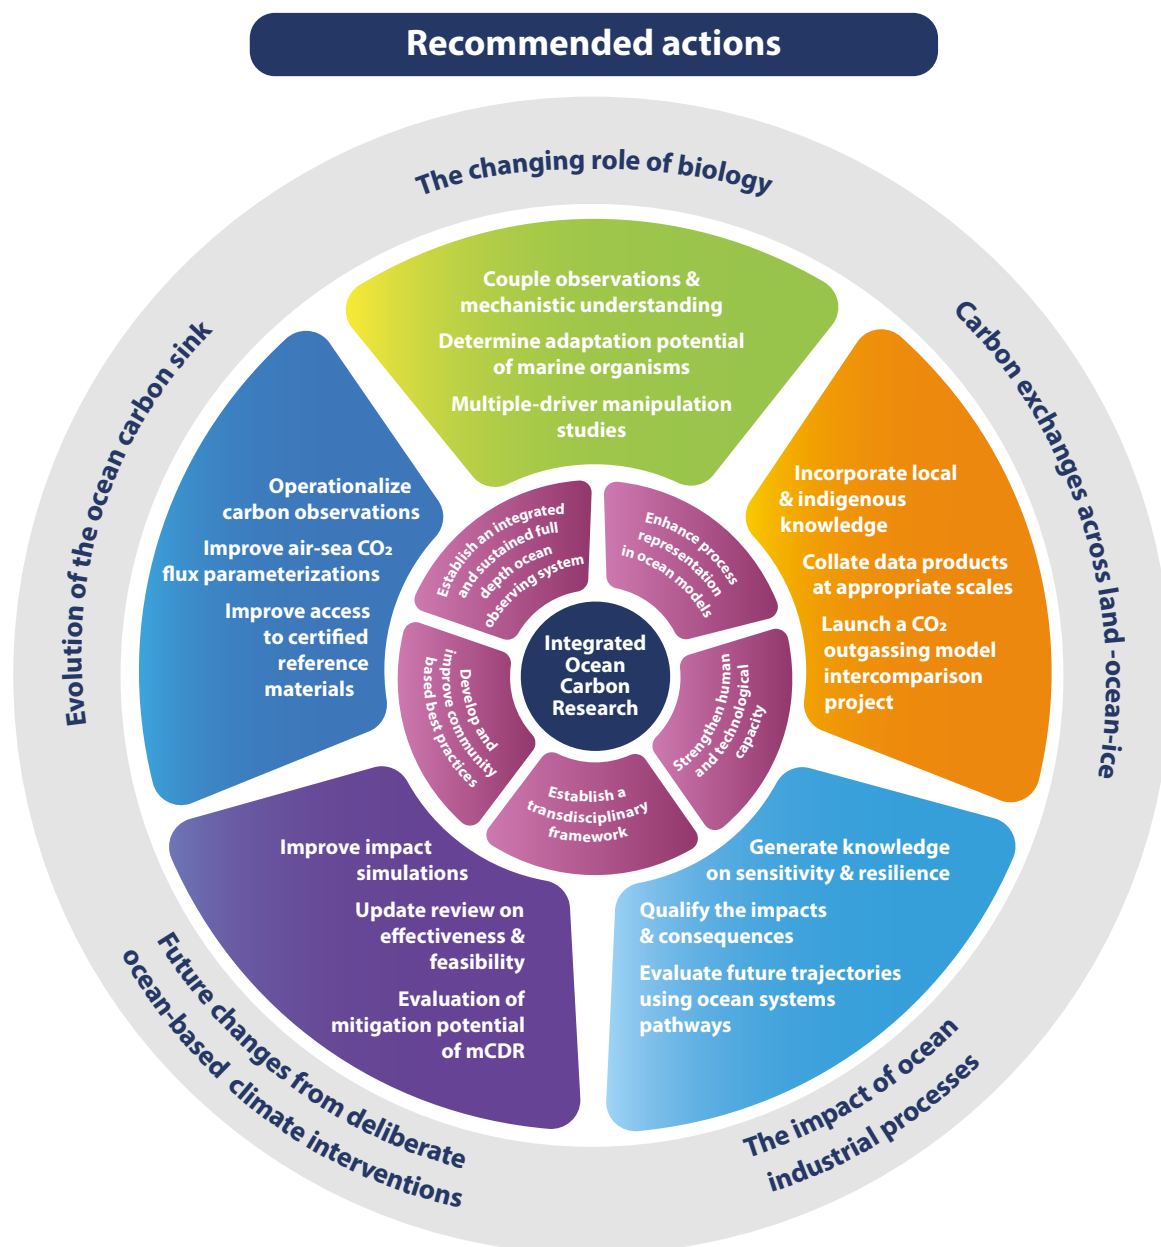 Recommended actions
The changing role of biology
Couple observations &
mechanistic understanding
Determine adaptation potential
of marine organisms
Multiple-driver manipulation
studies
Carbon exchanges across land -ocean-ice
Incorporate local
& indigenous
knowledge
Collate data products
at appropriate scales
Launch a CO₂
outgassing model
intercomparison
project
The impact of ocean
industrial processes
Generate knowledge
on sensitivity & resilience
Qualify the impacts
& consequences
Evaluate future trajectories
using ocean systems
pathways
Future changes from deliberate
ocean-based climate interventions
Improve impact
simulations
Update review on
effectiveness &
feasibility
Evaluation of
mitigation potential
of mCDR
Evolution of the ocean carbon sink
Operationalize
carbon observations
Improve air-sea CO₂
flux parameterizations
Improve access
to certified
reference
materials
Establish an integrated
and sustained full
depth ocean
observing system
Enhance process
representation
in ocean models
Strengthen human
and technological
capacity
Establish a
transdisciplinary
framework
Develop and
improve community
based best practices
Integrated
Ocean
Carbon
Research